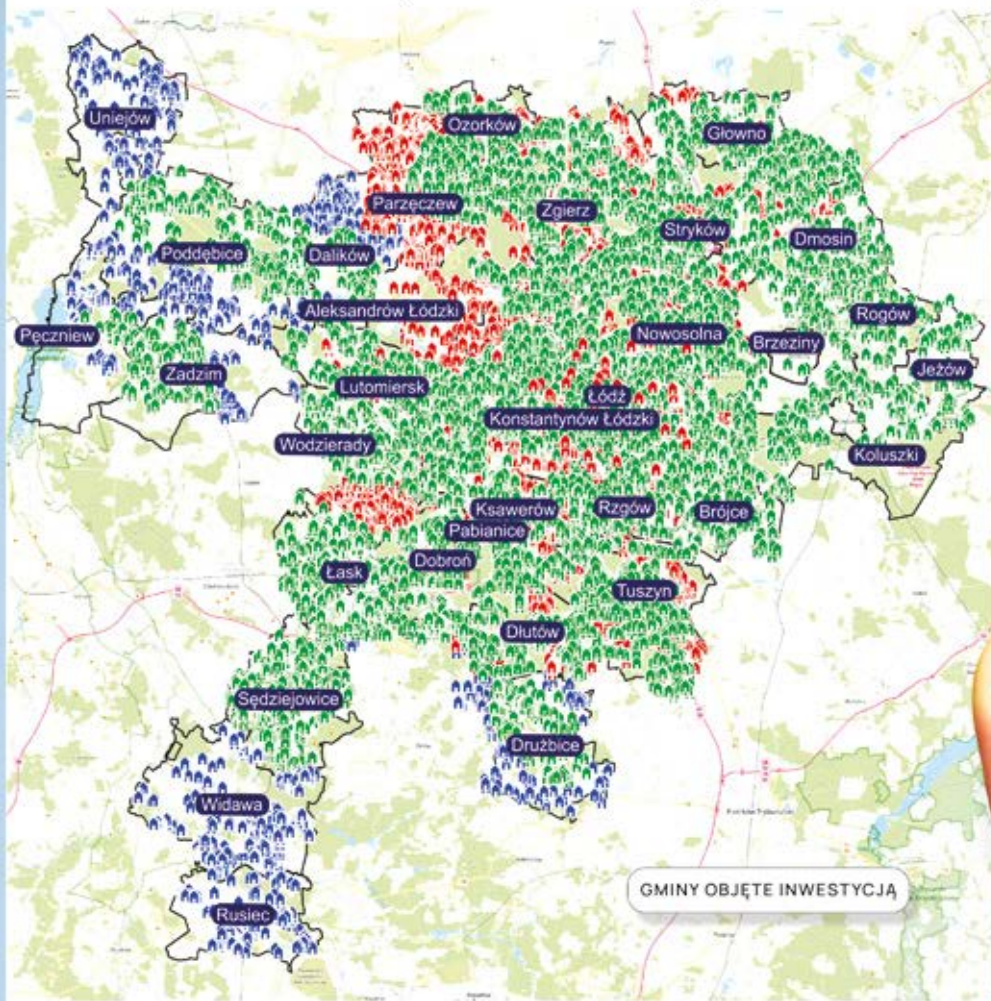 Uniejów
Ozorków
Głowno
Parzęczew
Zgierz
Stryków
Dmosin
Poddębice
Dalików
Aleksandrów Łódzki
Rogów
Pęczniew
Nowosolna
Brzeziny
Jeżów
Zadzim
Lutomiersk
Łódź
Konstantynów Łódzki
Wodzierady
Koluszki
Ksawerów
Rzgów
Brójce
Pabianice
Dobroń
Łask
Tuszyn
Dłutów
Sędziejowice
Drużbice
Widawa
GMINY OBJĘTE INWESTYCJĄ
Rusiec